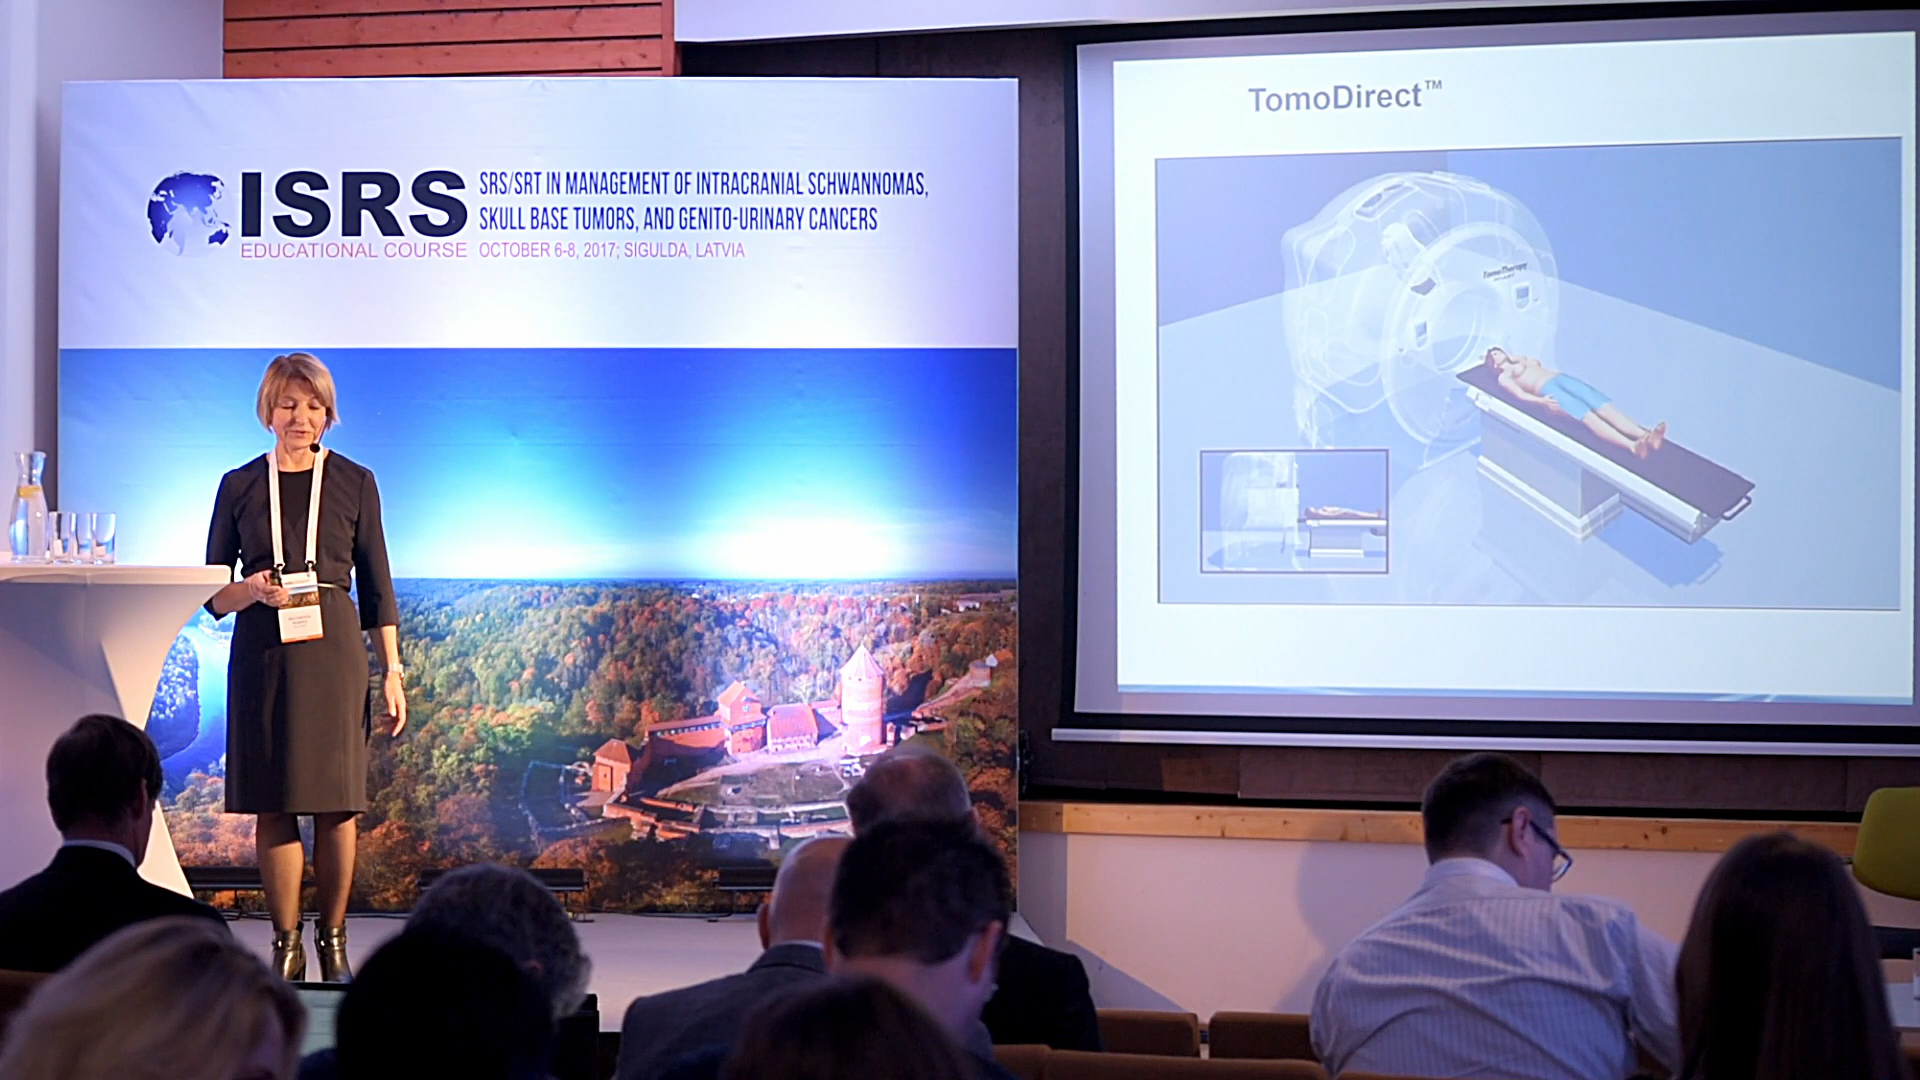 ISRS
EDUCATIONAL COURSE
SRS/SRT IN MANAGEMENT OF INTRACRANIAL SCHWANNOMAS,
SKULL BASE TUMORS, AND GENITO-URINARY CANCERS
OCTOBER 6-8, 2017; SIGULDA, LATVIA
TomoDirect™
TomoTherapy